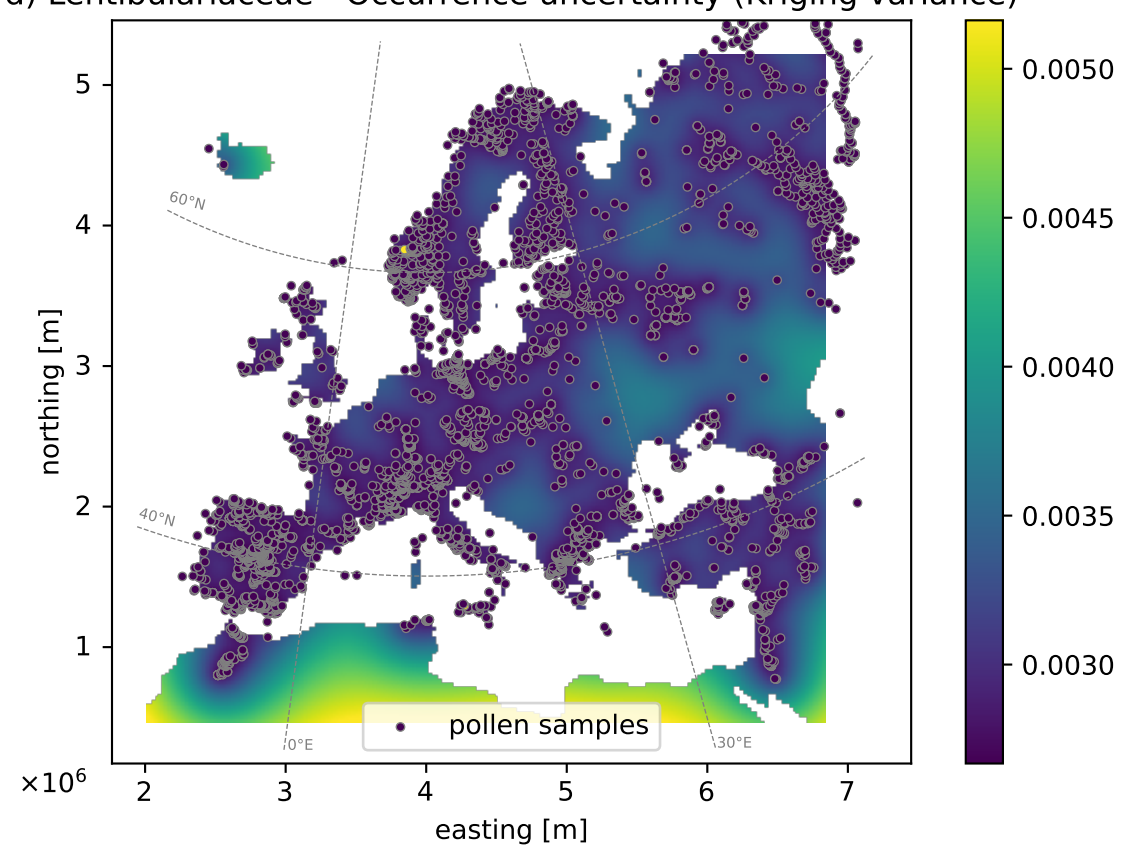 d) Lentibulariaceae - Occurrence uncertainty (Kriging variance)
5
4
3
2
1
northing [m]
×10⁶
2 3 4 5 6 7
easting [m]
60°N
40°N
0°E
30°E
pollen samples
0.0050
0.0045
0.0040
0.0035
0.0030